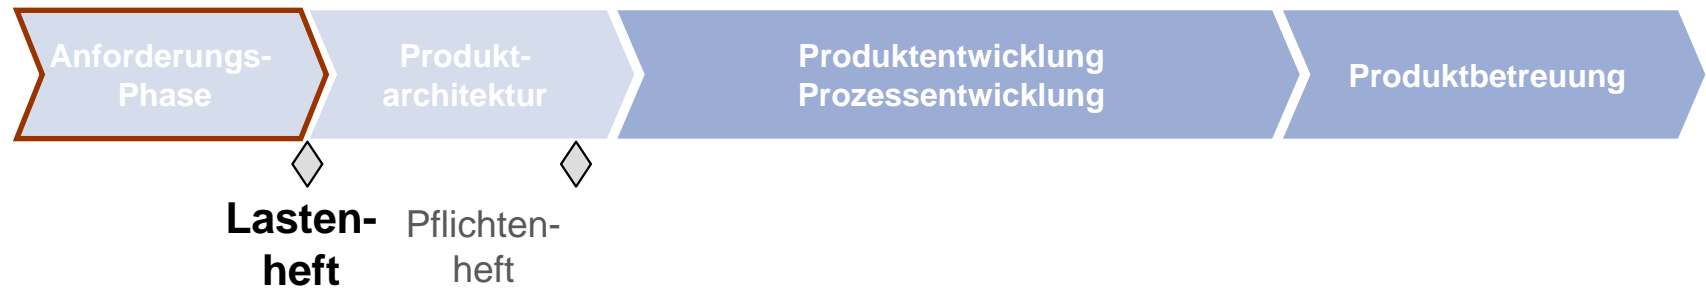 Anforderungs-
Phase
Produkt-
architektur
Produktentwicklung
Prozessentwicklung
Produktbetreuung
Lasten-
heft
Pflichten-
heft